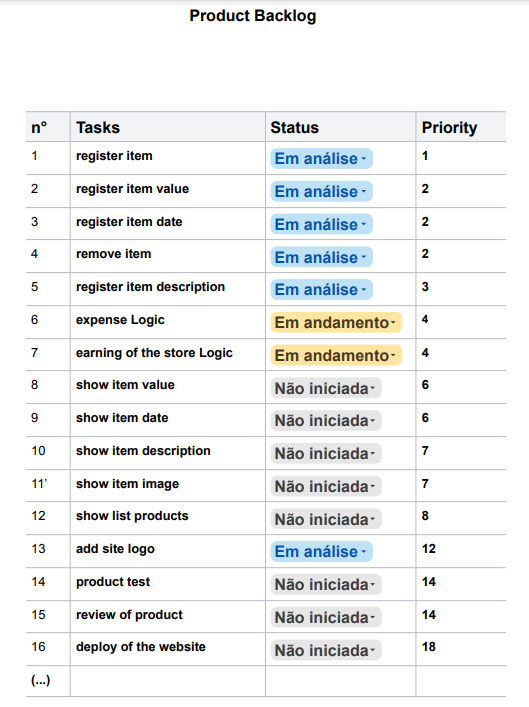 Product Backlog
n° Tasks Status Priority
1 register item Em análise 1
2 register item value Em análise 2
3 register item date Em análise 2
4 remove item Em análise 2
5 register item description Em análise 3
6 expense Logic Em andamento 4
7 earning of the store Logic Em andamento 4
8 show item value Não iniciada 6
9 show item date Não iniciada 6
10 show item description Não iniciada 7
11’ show item image Não iniciada 7
12 show list products Não iniciada 8
13 add site logo Em análise 12
14 product test Não iniciada 14
15 review of product Não iniciada 14
16 deploy of the website Não iniciada 18
(...)